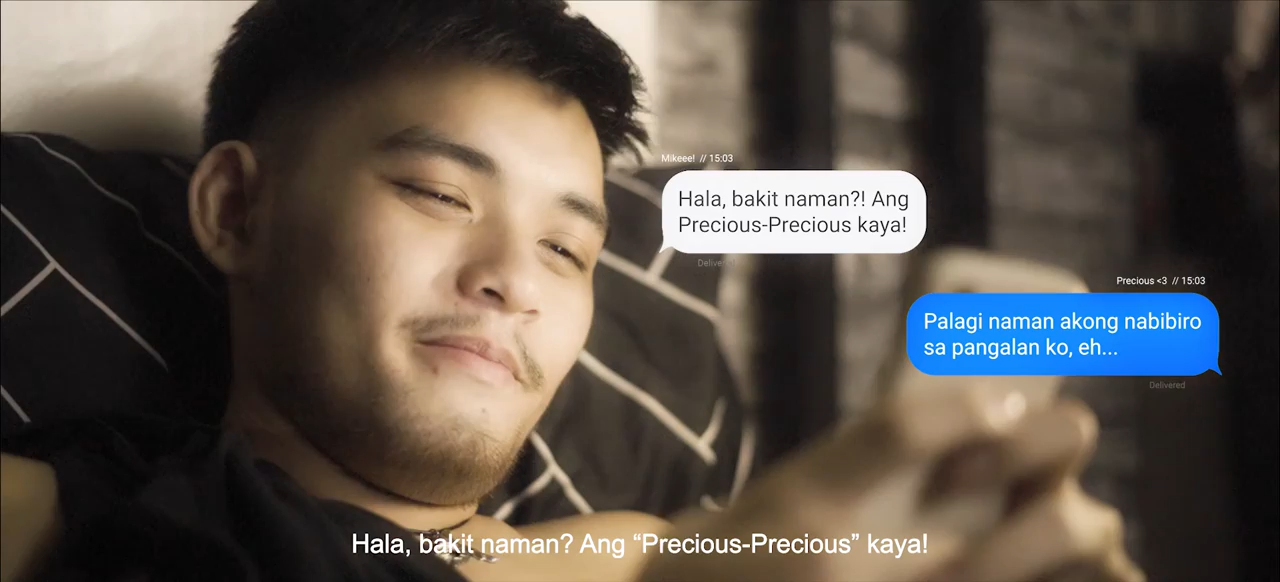 Mikeee! // 15:03
Hala, bakit naman?! Ang
Precious-Precious kaya!
Delivered
Precious <3 // 15:03
Palagi naman akong nabibiro
sa pangalan ko, eh...
Delivered
Hala, bakit naman? Ang “Precious-Precious” kaya!